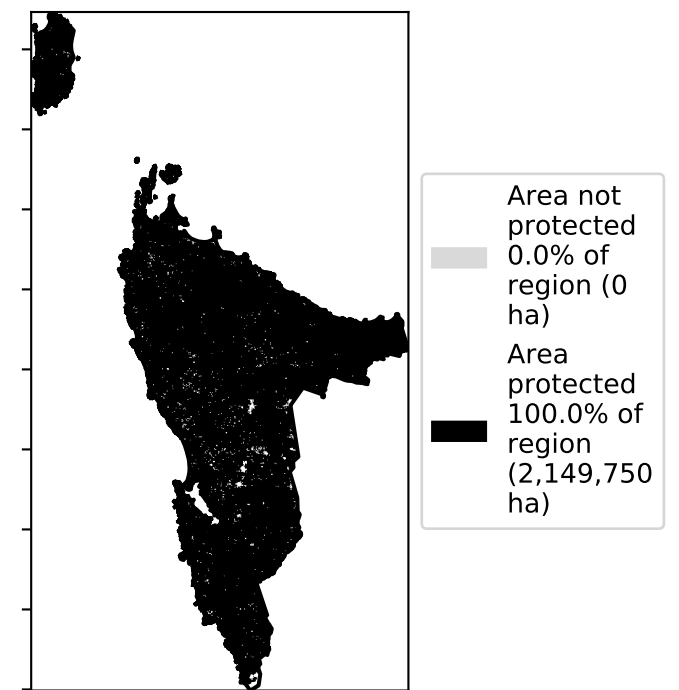 Area not
protected
0.0% of
region (0
ha)
Area
protected
100.0% of
region
(2,149,750
ha)